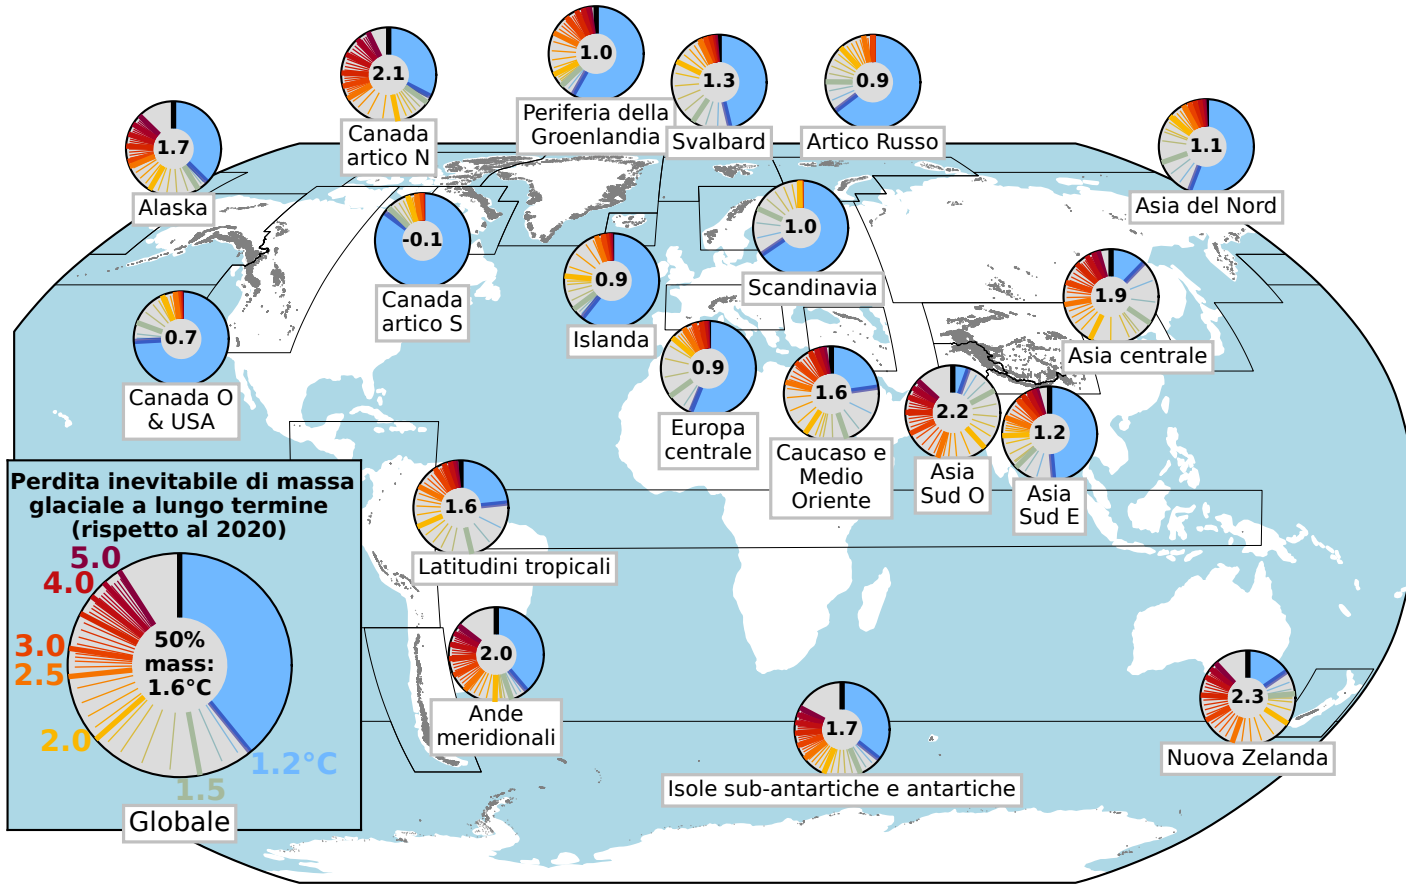 1.0
2.1
1.3
0.9
Periferia della
Groenlandia
Canada
artico N
Svalbard
Artico Russo
1.7
1.1
Alaska
Asia del Nord
-0.1
1.0
0.9
Canada
artico S
Scandinavia
1.9
0.7
Islanda
Asia centrale
0.9
Canada O
& USA
1.6
2.2
1.2
Europa
centrale
Caucaso e
Medio
Oriente
Asia
Sud O
Asia
Sud E
Perdita inevitabile di massa
glaciale a lungo termine
(rispetto al 2020)
5.0
4.0
3.0
2.5
2.0
1.5
1.2°C
50%
mass:
1.6°C
Globale
1.6
Latitudini tropicali
2.0
Ande
meridionali
1.7
Isole sub-antartiche e antartiche
2.3
Nuova Zelanda